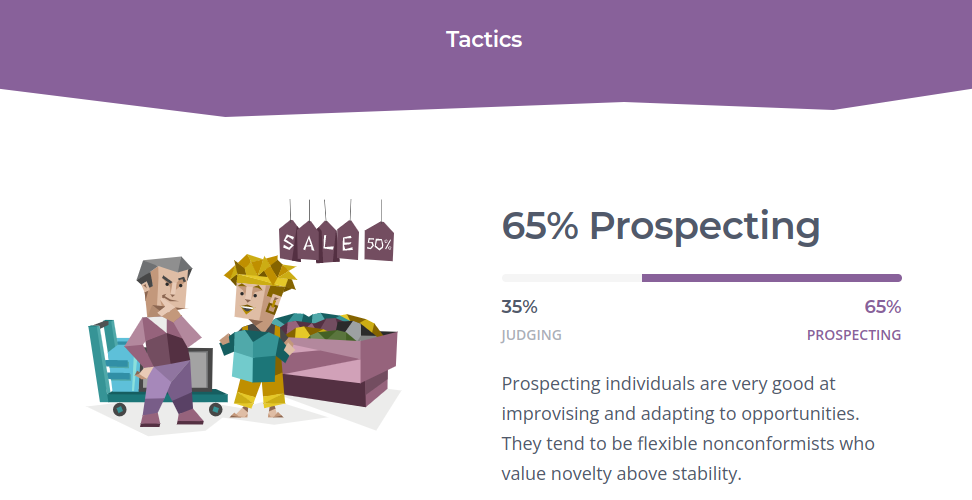 Tactics
SALE 50%
65% Prospecting
35% 65%
JUDGING PROSPECTING
Prospecting individuals are very good at
improvising and adapting to opportunities.
They tend to be flexible nonconformists who
value novelty above stability.